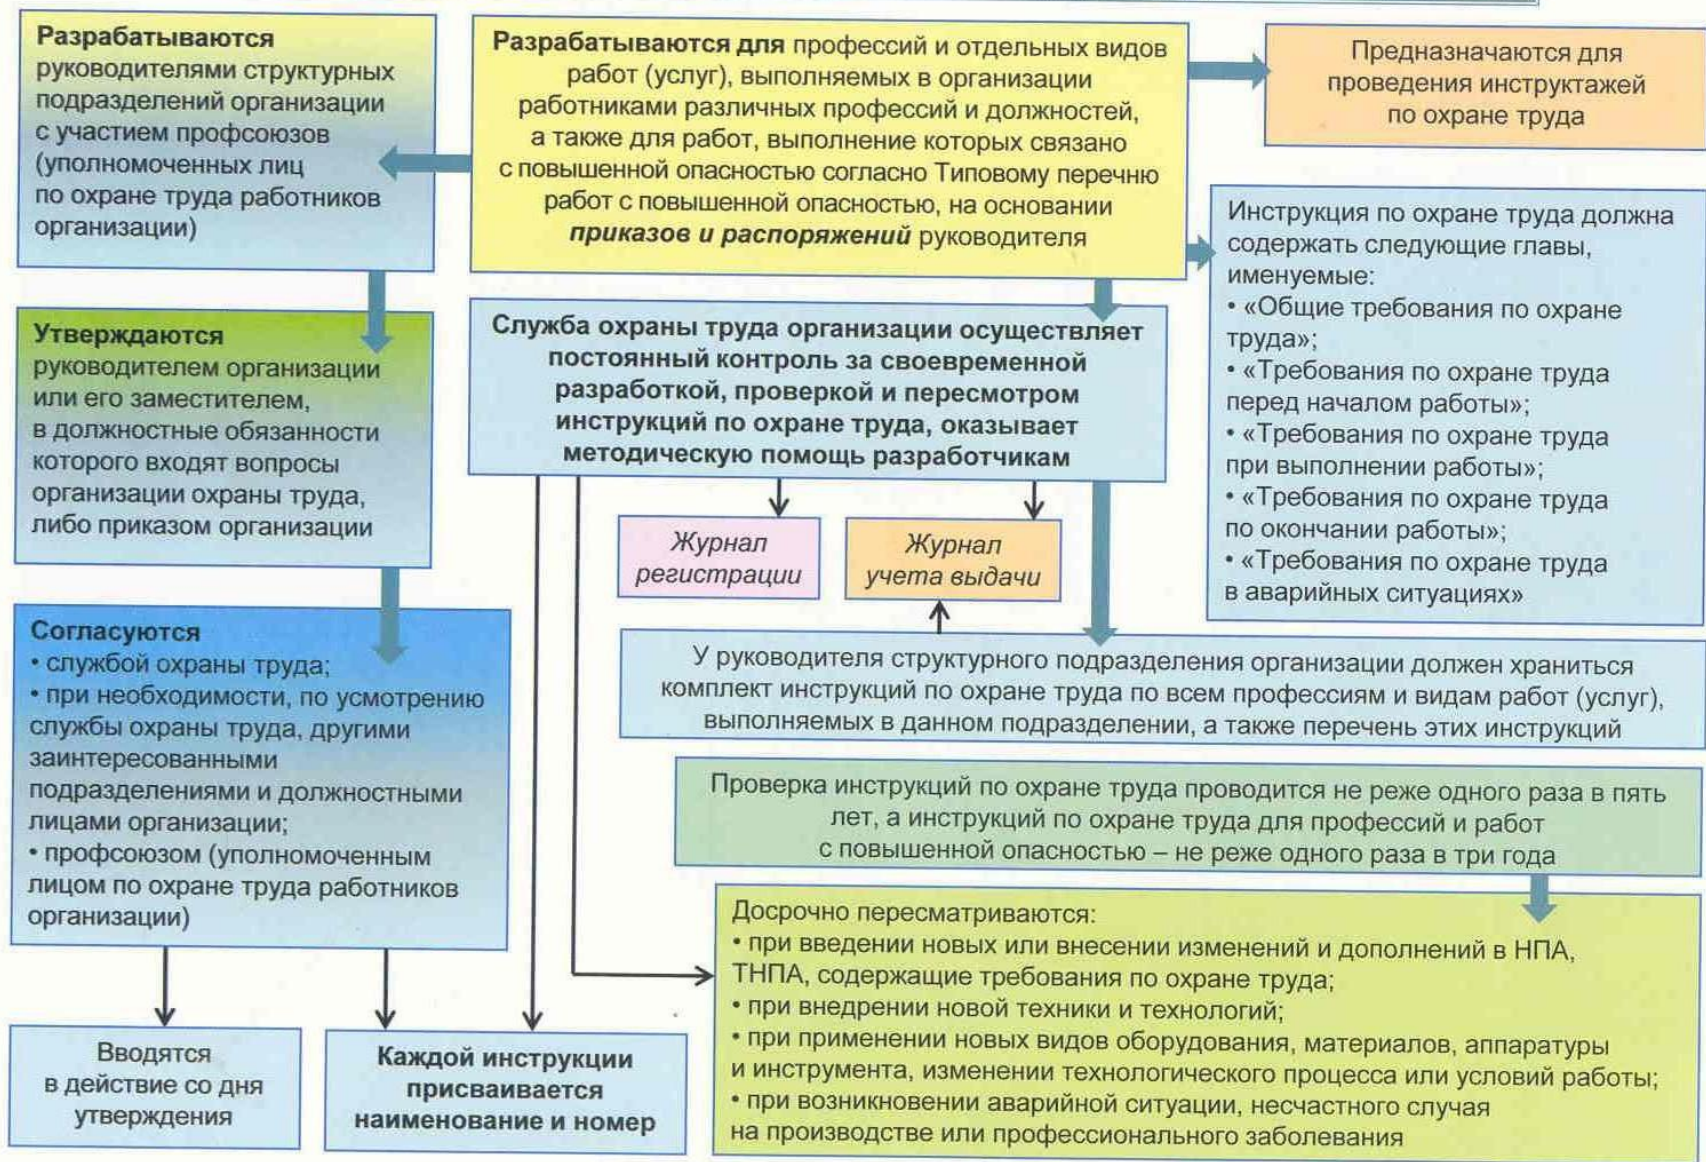 Разрабатываются
руководителями структурных
подразделений организации
с участием профсоюзов
(уполномоченных лиц
по охране труда работников
организации)
Разрабатываются для профессий и отдельных видов
работ (услуг), выполняемых в организации
работниками различных профессий и должностей,
а также для работ, выполнение которых связано
с повышенной опасностью согласно Типовому перечню
работ с повышенной опасностью, на основании
приказов и распоряжений руководителя
Предназначаются для
проведения инструктажей
по охране труда
Инструкция по охране труда должна
содержать следующие главы,
именуемые:
• «Общие требования по охране
труда»;
• «Требования по охране труда
перед началом работы»;
• «Требования по охране труда
при выполнении работы»;
• «Требования по охране труда
по окончании работы»;
• «Требования по охране труда
в аварийных ситуациях»
Утверждаются
руководителем организации
или его заместителем,
в должностные обязанности
которого входят вопросы
организации охраны труда,
либо приказом организации
Служба охраны труда организации осуществляет
постоянный контроль за своевременной
разработкой, проверкой и пересмотром
инструкций по охране труда, оказывает
методическую помощь разработчикам
Журнал
регистрации
Журнал
учета выдачи
Согласуются
• службой охраны труда;
• при необходимости, по усмотрению
службы охраны труда, другими
заинтересованными
подразделениями и должностными
лицами организации;
• профсоюзом (уполномоченным
лицом по охране труда работников
организации)
У руководителя структурного подразделения организации должен храниться
комплект инструкций по охране труда по всем профессиям и видам работ (услуг),
выполняемых в данном подразделении, а также перечень этих инструкций
Проверка инструкций по охране труда проводится не реже одного раза в пять
лет, а инструкций по охране труда для профессий и работ
с повышенной опасностью – не реже одного раза в три года
Досрочно пересматриваются:
• при введении новых или внесении изменений и дополнений в НПА,
ТНПА, содержащие требования по охране труда;
• при внедрении новой техники и технологий;
• при применении новых видов оборудования, материалов, аппаратуры
и инструмента, изменении технологического процесса или условий работы;
• при возникновении аварийной ситуации, несчастного случая
на производстве или профессионального заболевания
Вводятся
в действие со дня
утверждения
Каждой инструкции
присваивается
наименование и номер